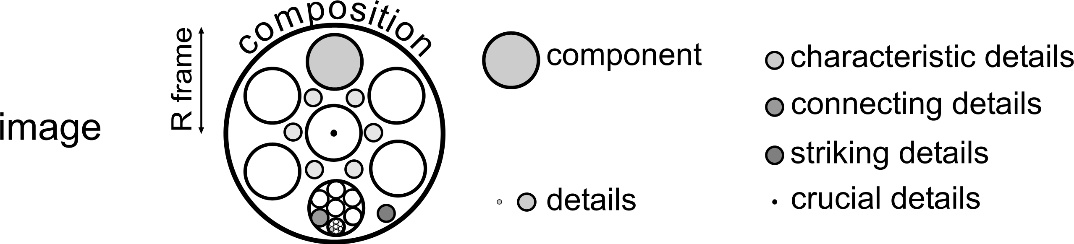 composition
R frame
image
component
details
characteristic details
connecting details
striking details
crucial details